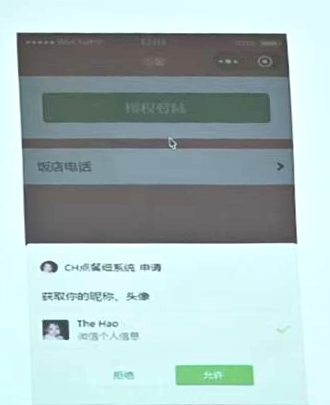 授权登陆
饭店电话
CH点餐细系统 申请
获取你的昵称、头像
The Hao
微信个人信息
拒绝
允许